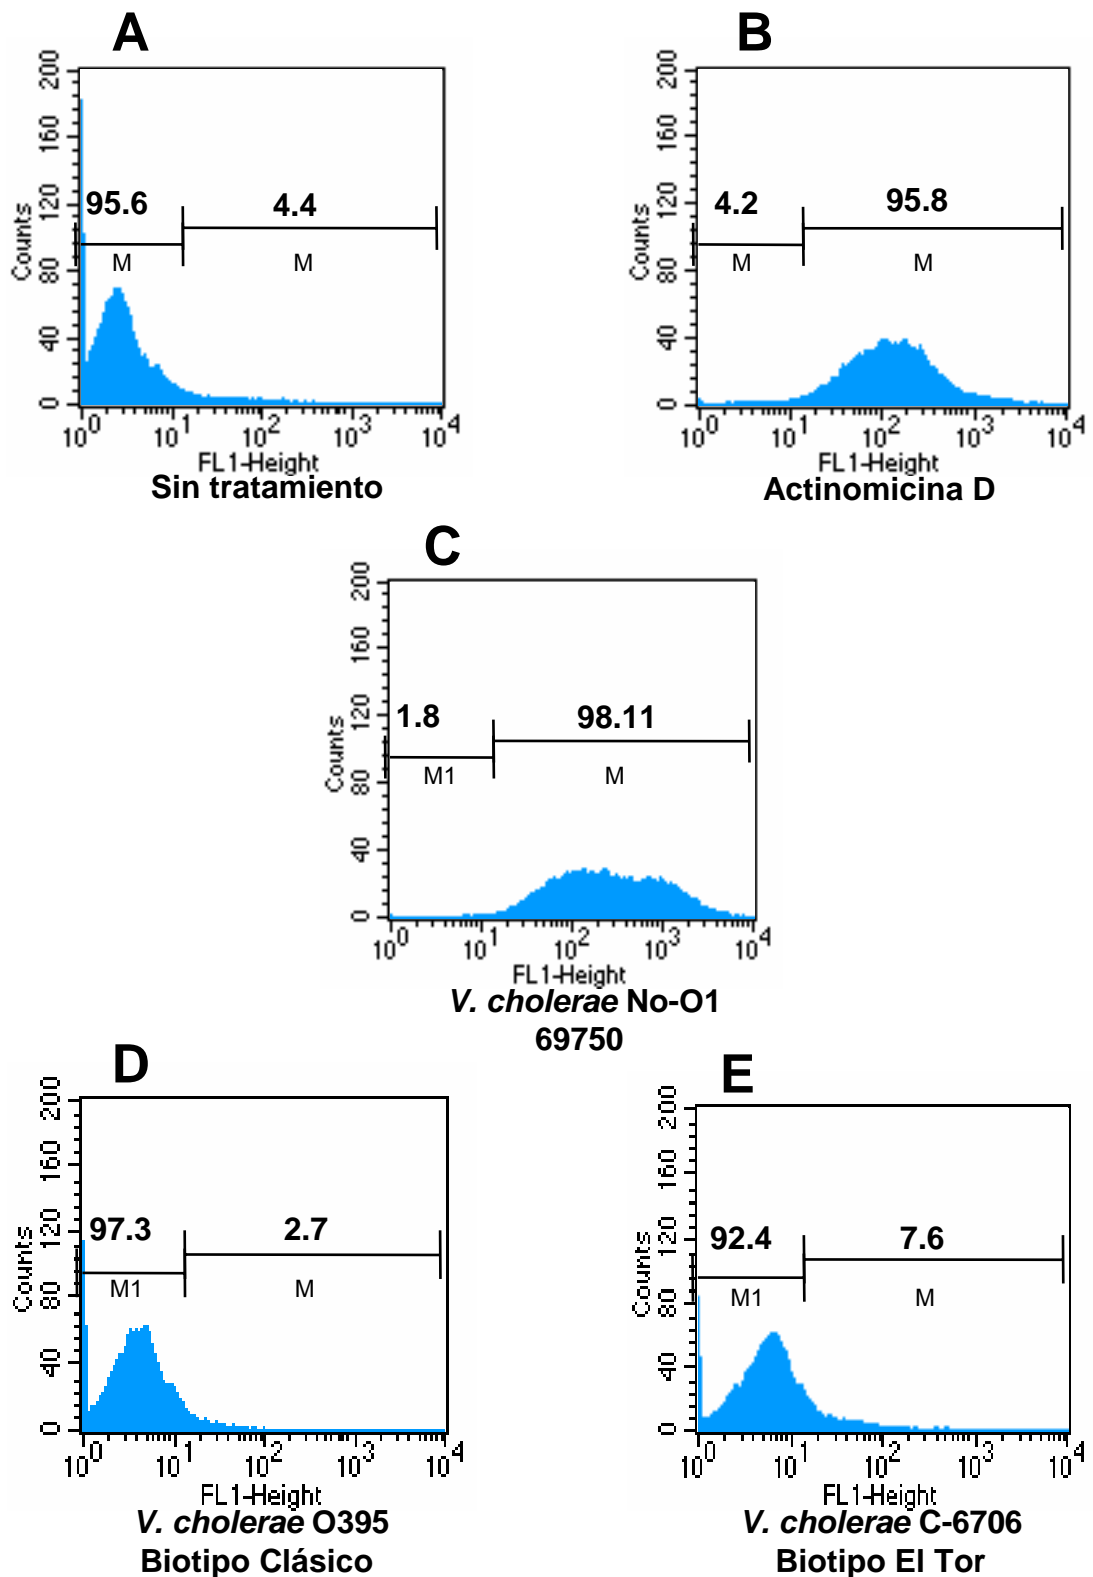 A
200
160
120
80
40
0
Counts
95.6
4.4
M
M
10^0 10^1 10^2 10^3 10^4
FL1-Height
Sin tratamiento
B
200
160
120
80
40
0
Counts
4.2
95.8
M
M
10^0 10^1 10^2 10^3 10^4
FL1-Height
Actinomicina D
C
200
160
120
80
40
0
Counts
1.8
98.11
M1
M
10^0 10^1 10^2 10^3 10^4
FL1-Height
V. cholerae No-O1
69750
D
200
160
120
80
40
0
Counts
97.3
2.7
M1
M
10^0 10^1 10^2 10^3 10^4
FL1-Height
V. cholerae O395
Biotipo Clásico
E
200
160
120
80
40
0
Counts
92.4
7.6
M1
M
10^0 10^1 10^2 10^3 10^4
FL1-Height
V. cholerae C-6706
Biotipo El Tor